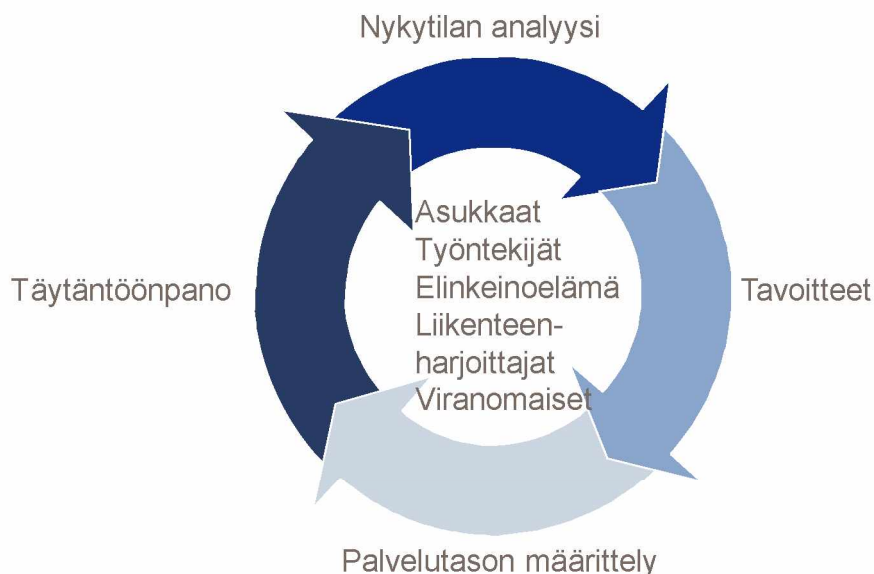 Nykytilan analyysi
Asukkaat
Työntekijät
Elinkeinoelämä
Liikenteen-
harjoittajat
Viranomaiset
Täytäntöönpano
Tavoitteet
Palvelutason määrittely